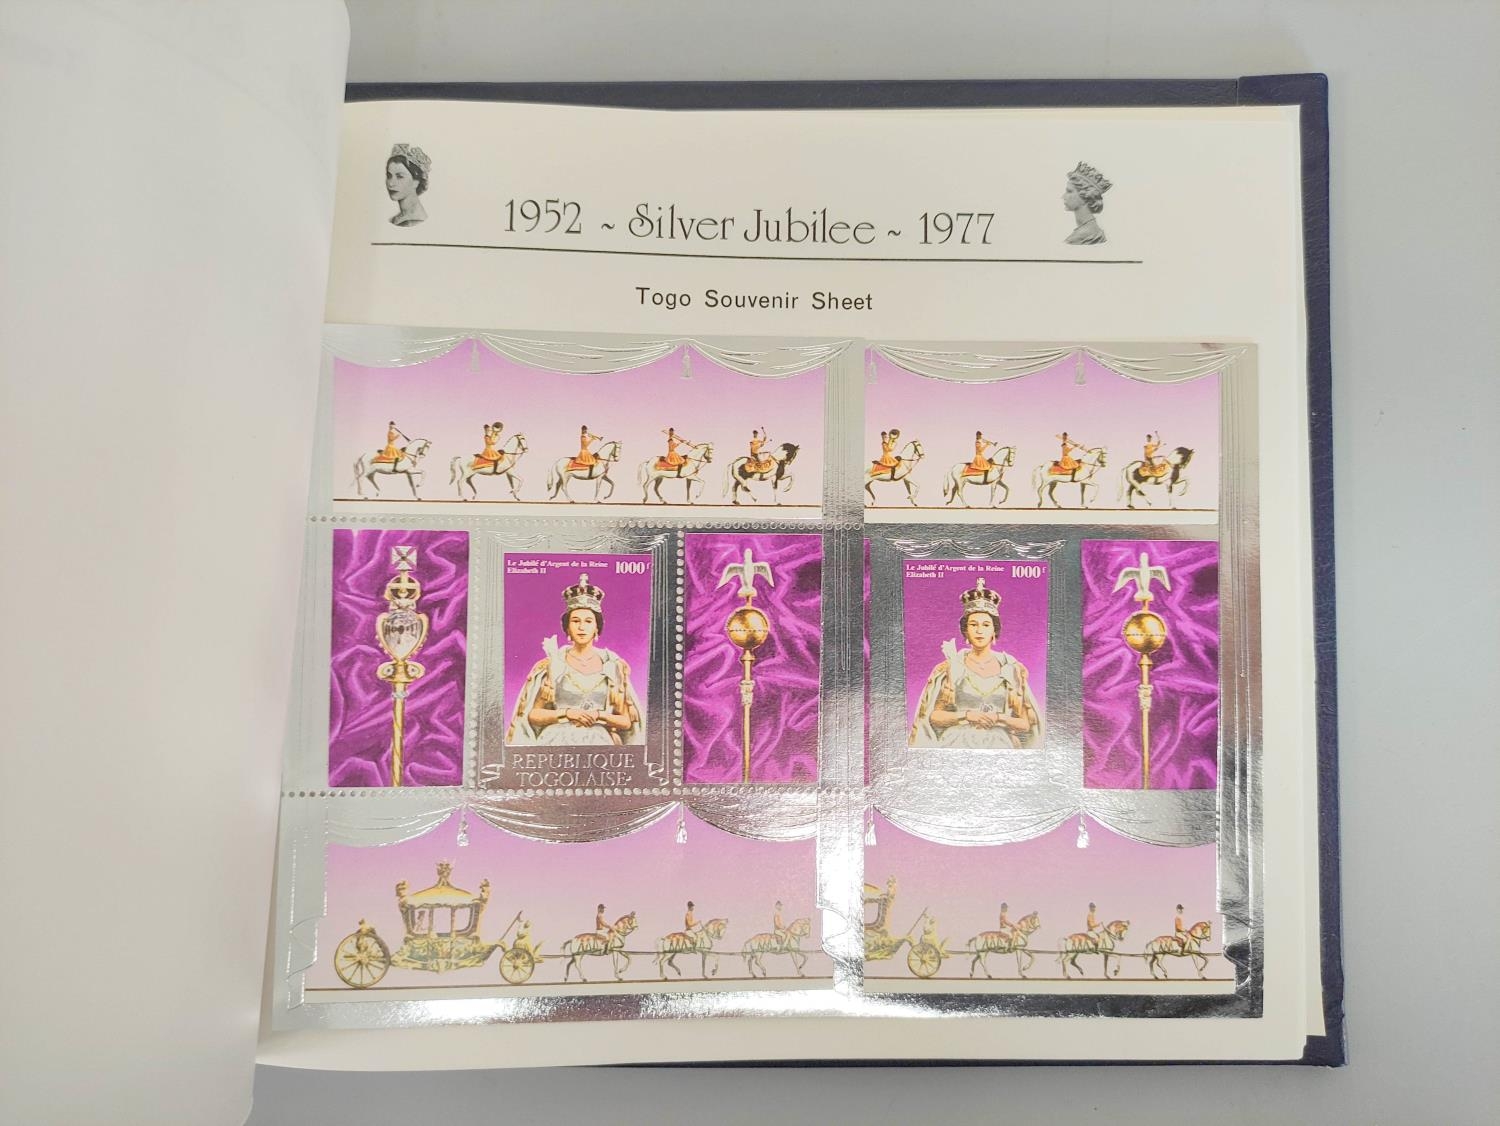 1952 ~ Silver Jubilee ~ 1977
Togo Souvenir Sheet
Le Jubilé d'Argent de la Reine
Elizabeth II
1000f
REPUBLIQUE
TOGOLAISE
Le Jubilé d'Argent de la Reine
Elizabeth II
1000f